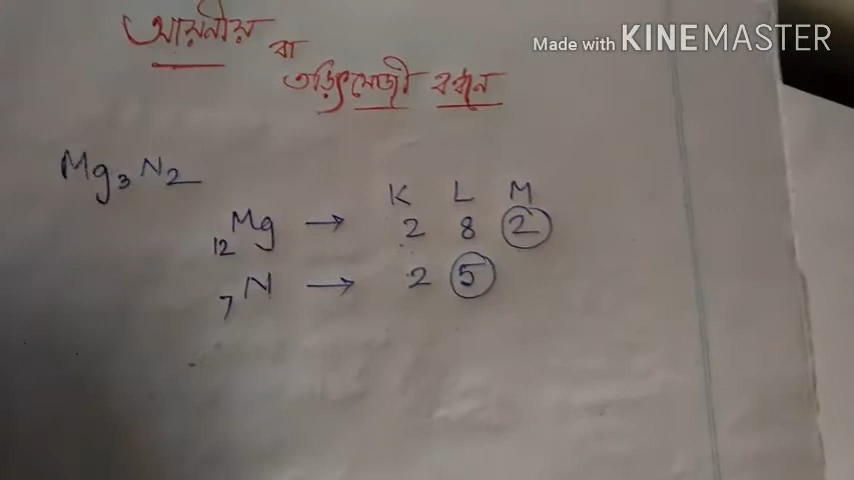 আয়নীয়
বা
তড়িৎযোজী বন্ধন
Made with KINEMASTER
Mg₃N₂
K L M
₁₂Mg → 2 8 2
₇N → 2 5